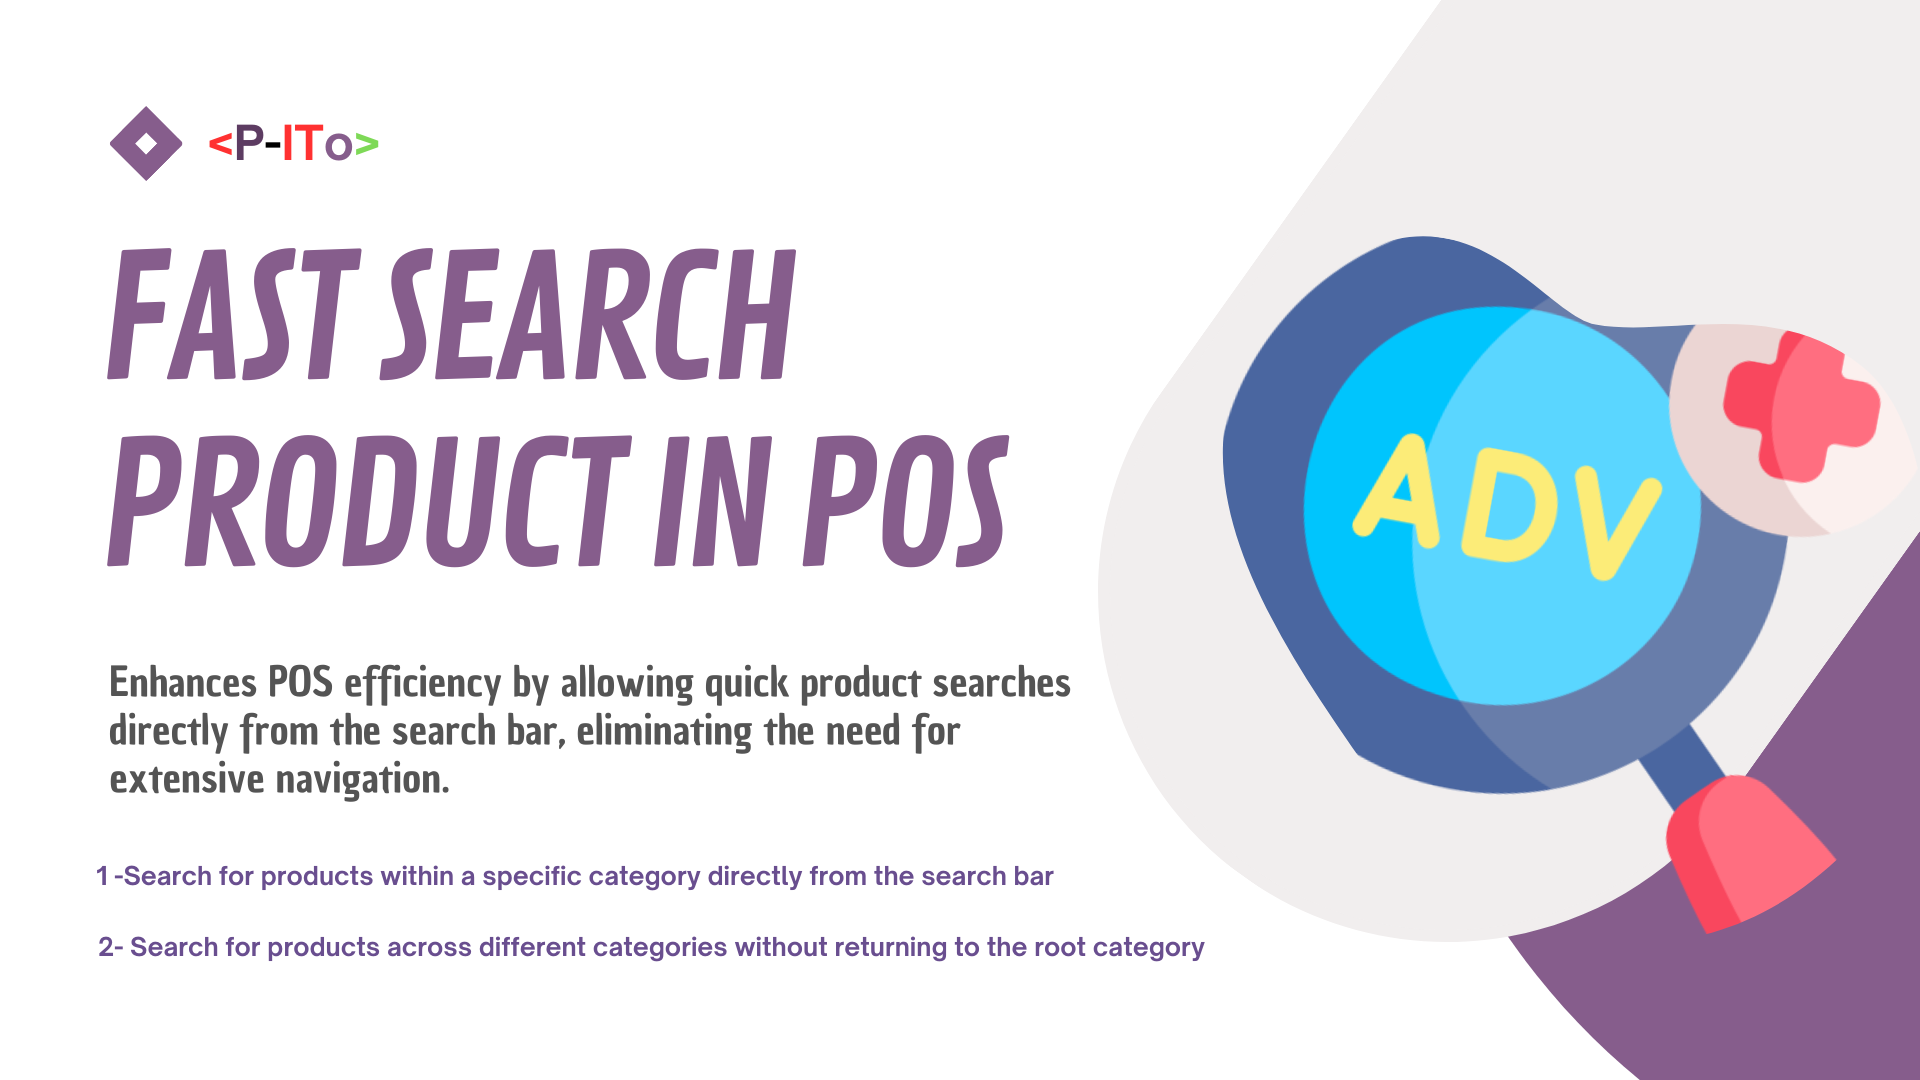 <P-ITo>
FAST SEARCH
PRODUCT IN POS
ADV
Enhances POS efficiency by allowing quick product searches
directly from the search bar, eliminating the need for
extensive navigation.
1 -Search for products within a specific category directly from the search bar
2- Search for products across different categories without returning to the root category